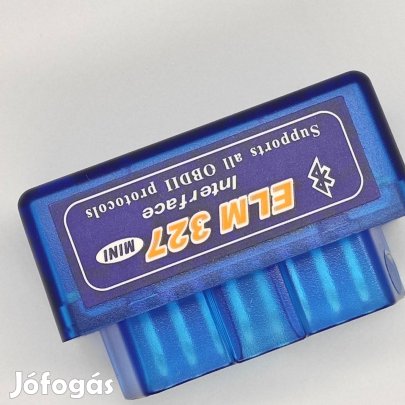 ELM 327 MINI
Interface
Supports all OBDII protocols
Jófogás